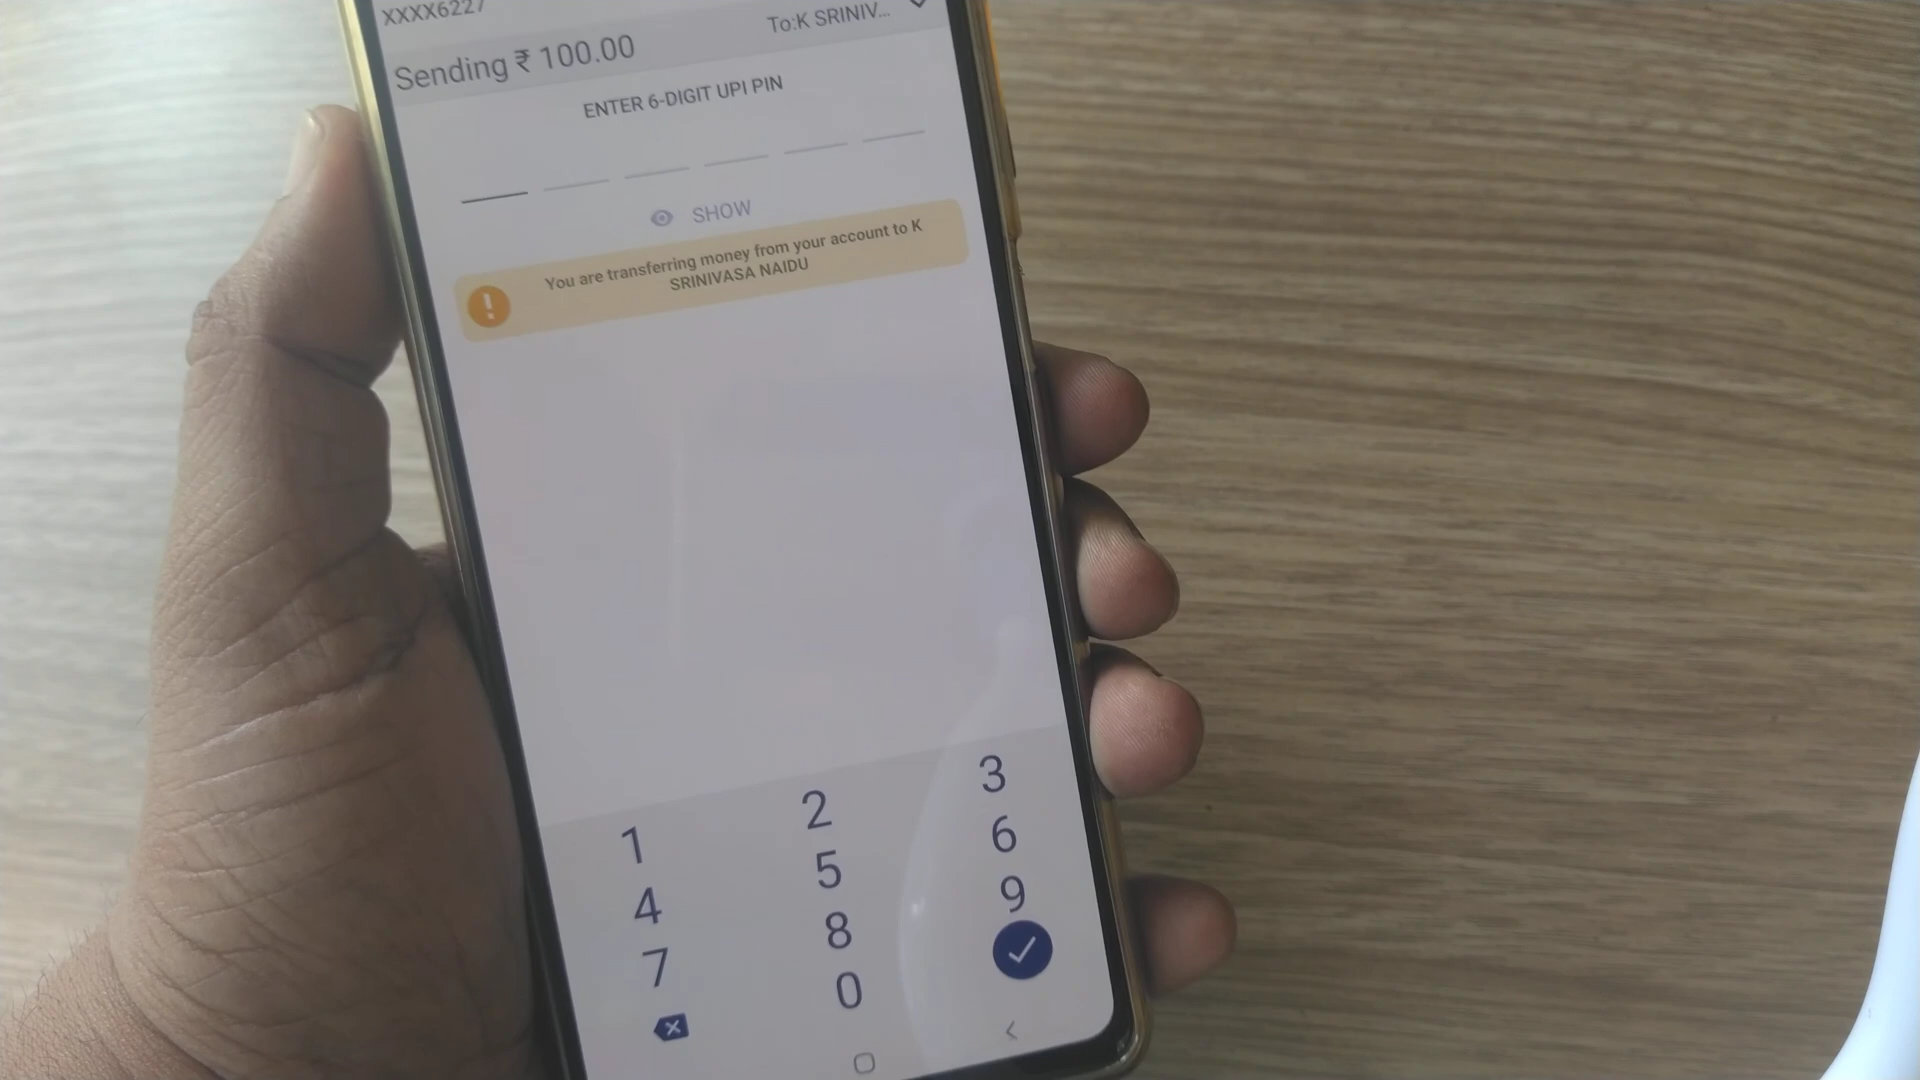 XXXX6227
Sending ₹ 100.00
To:K SRINIV...
ENTER 6-DIGIT UPI PIN
SHOW
You are transferring money from your account to K
SRINIVASA NAIDU
1 2 3
4 5 6
7 8 9
0